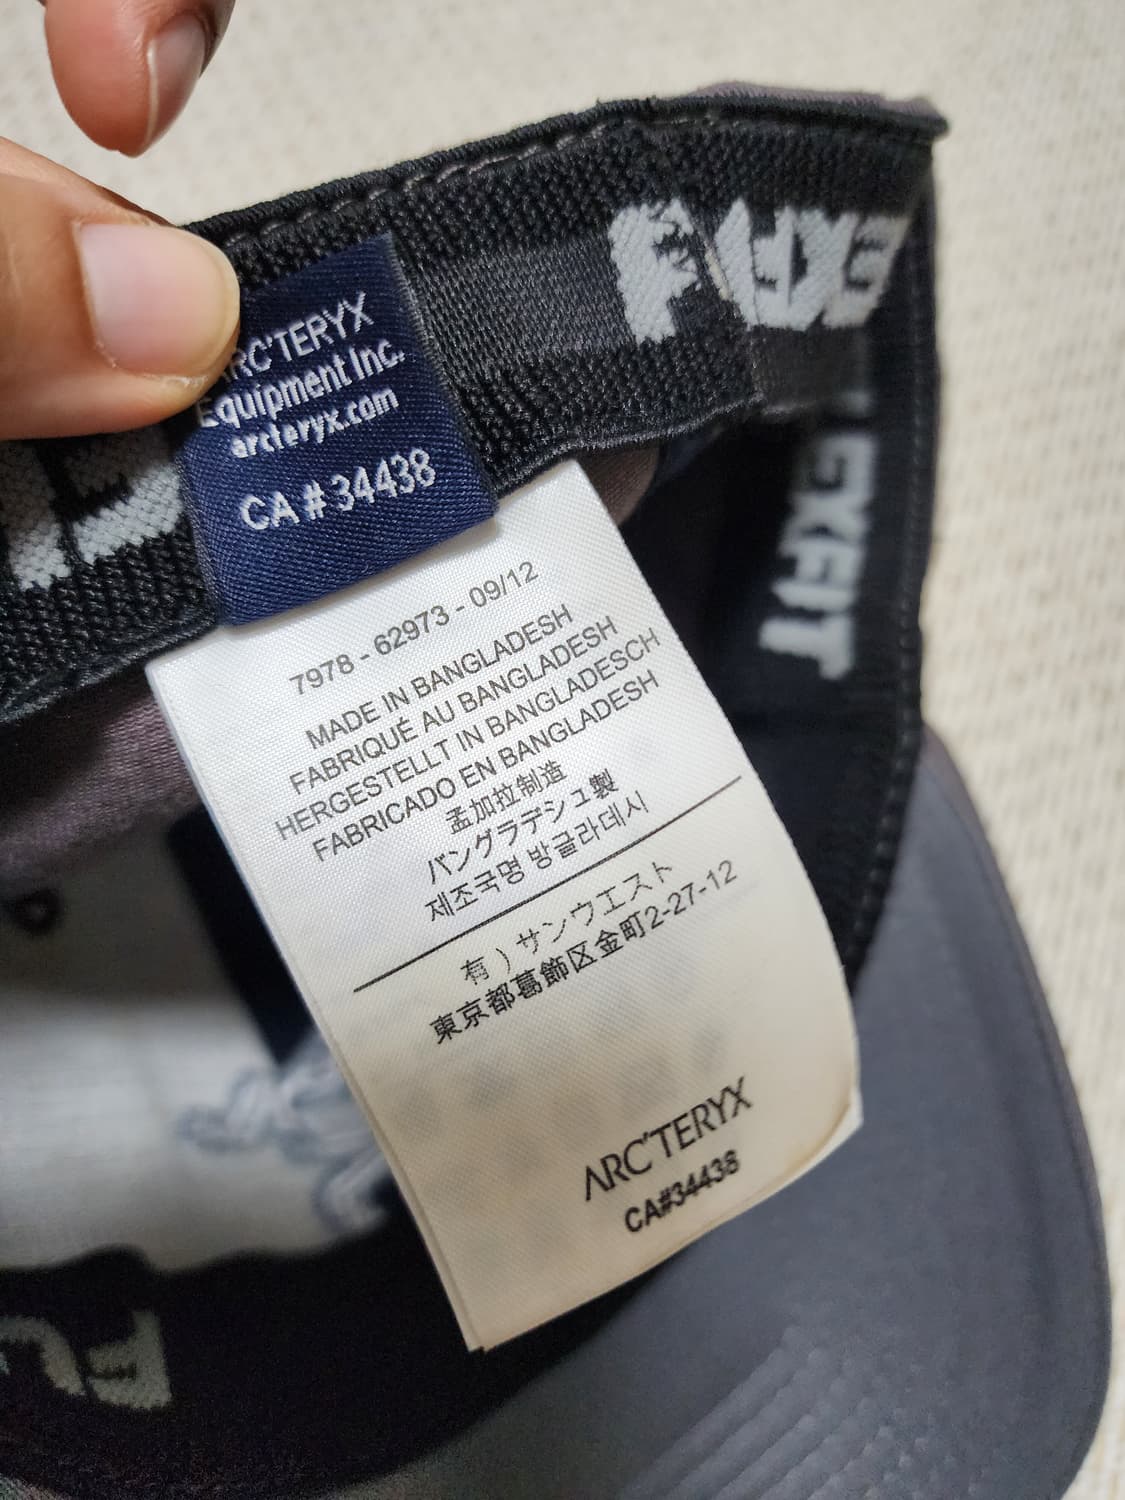 ARC'TERYX
Equipment Inc.
arcteryx.com
CA # 34438
7978 - 62973 - 09/12
MADE IN BANGLADESH
FABRIQUÉ AU BANGLADESH
HERGESTELLT IN BANGLADESCH
FABRICADO EN BANGLADESH
孟加拉制造
バングラデシュ製
제조국명 방글라데시
有）サンウエスト
東京都葛飾区金町2-27-12
ARC'TERYX
CA#34438
FLEXFIT